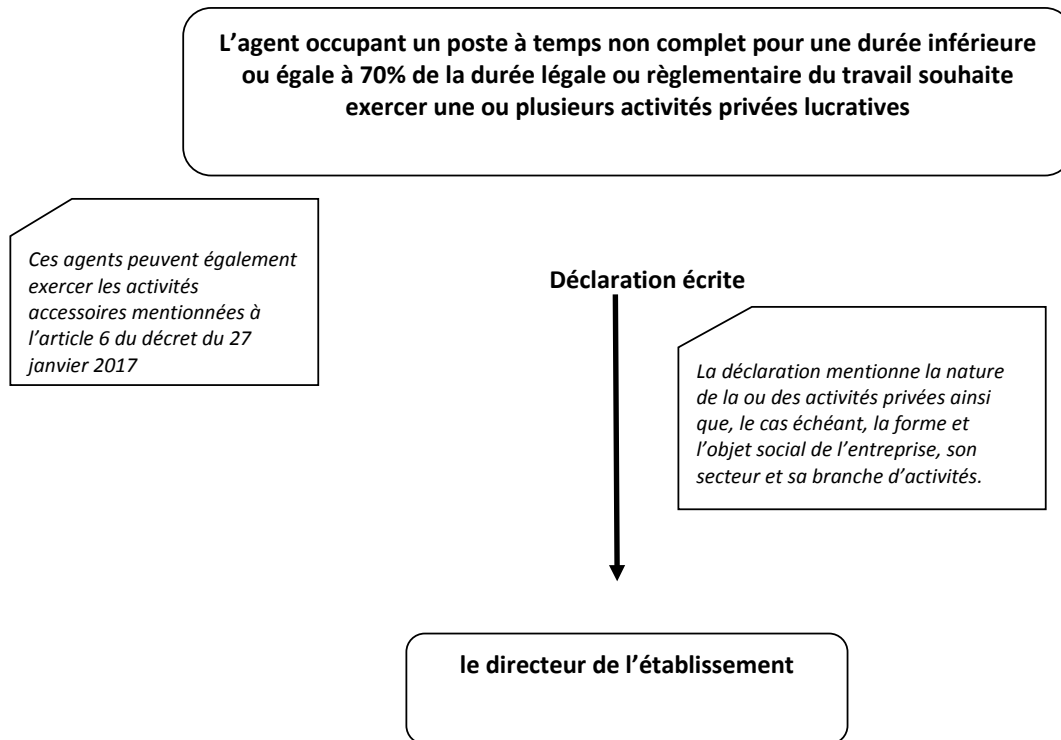 L’agent occupant un poste à temps non complet pour une durée inférieure
ou égale à 70% de la durée légale ou règlementaire du travail souhaite
exercer une ou plusieurs activités privées lucratives
Ces agents peuvent également
exercer les activités
accessoires mentionnées à
l’article 6 du décret du 27
janvier 2017
Déclaration écrite
La déclaration mentionne la nature
de la ou des activités privées ainsi
que, le cas échéant, la forme et
l’objet social de l’entreprise, son
secteur et sa branche d’activités.
le directeur de l’établissement